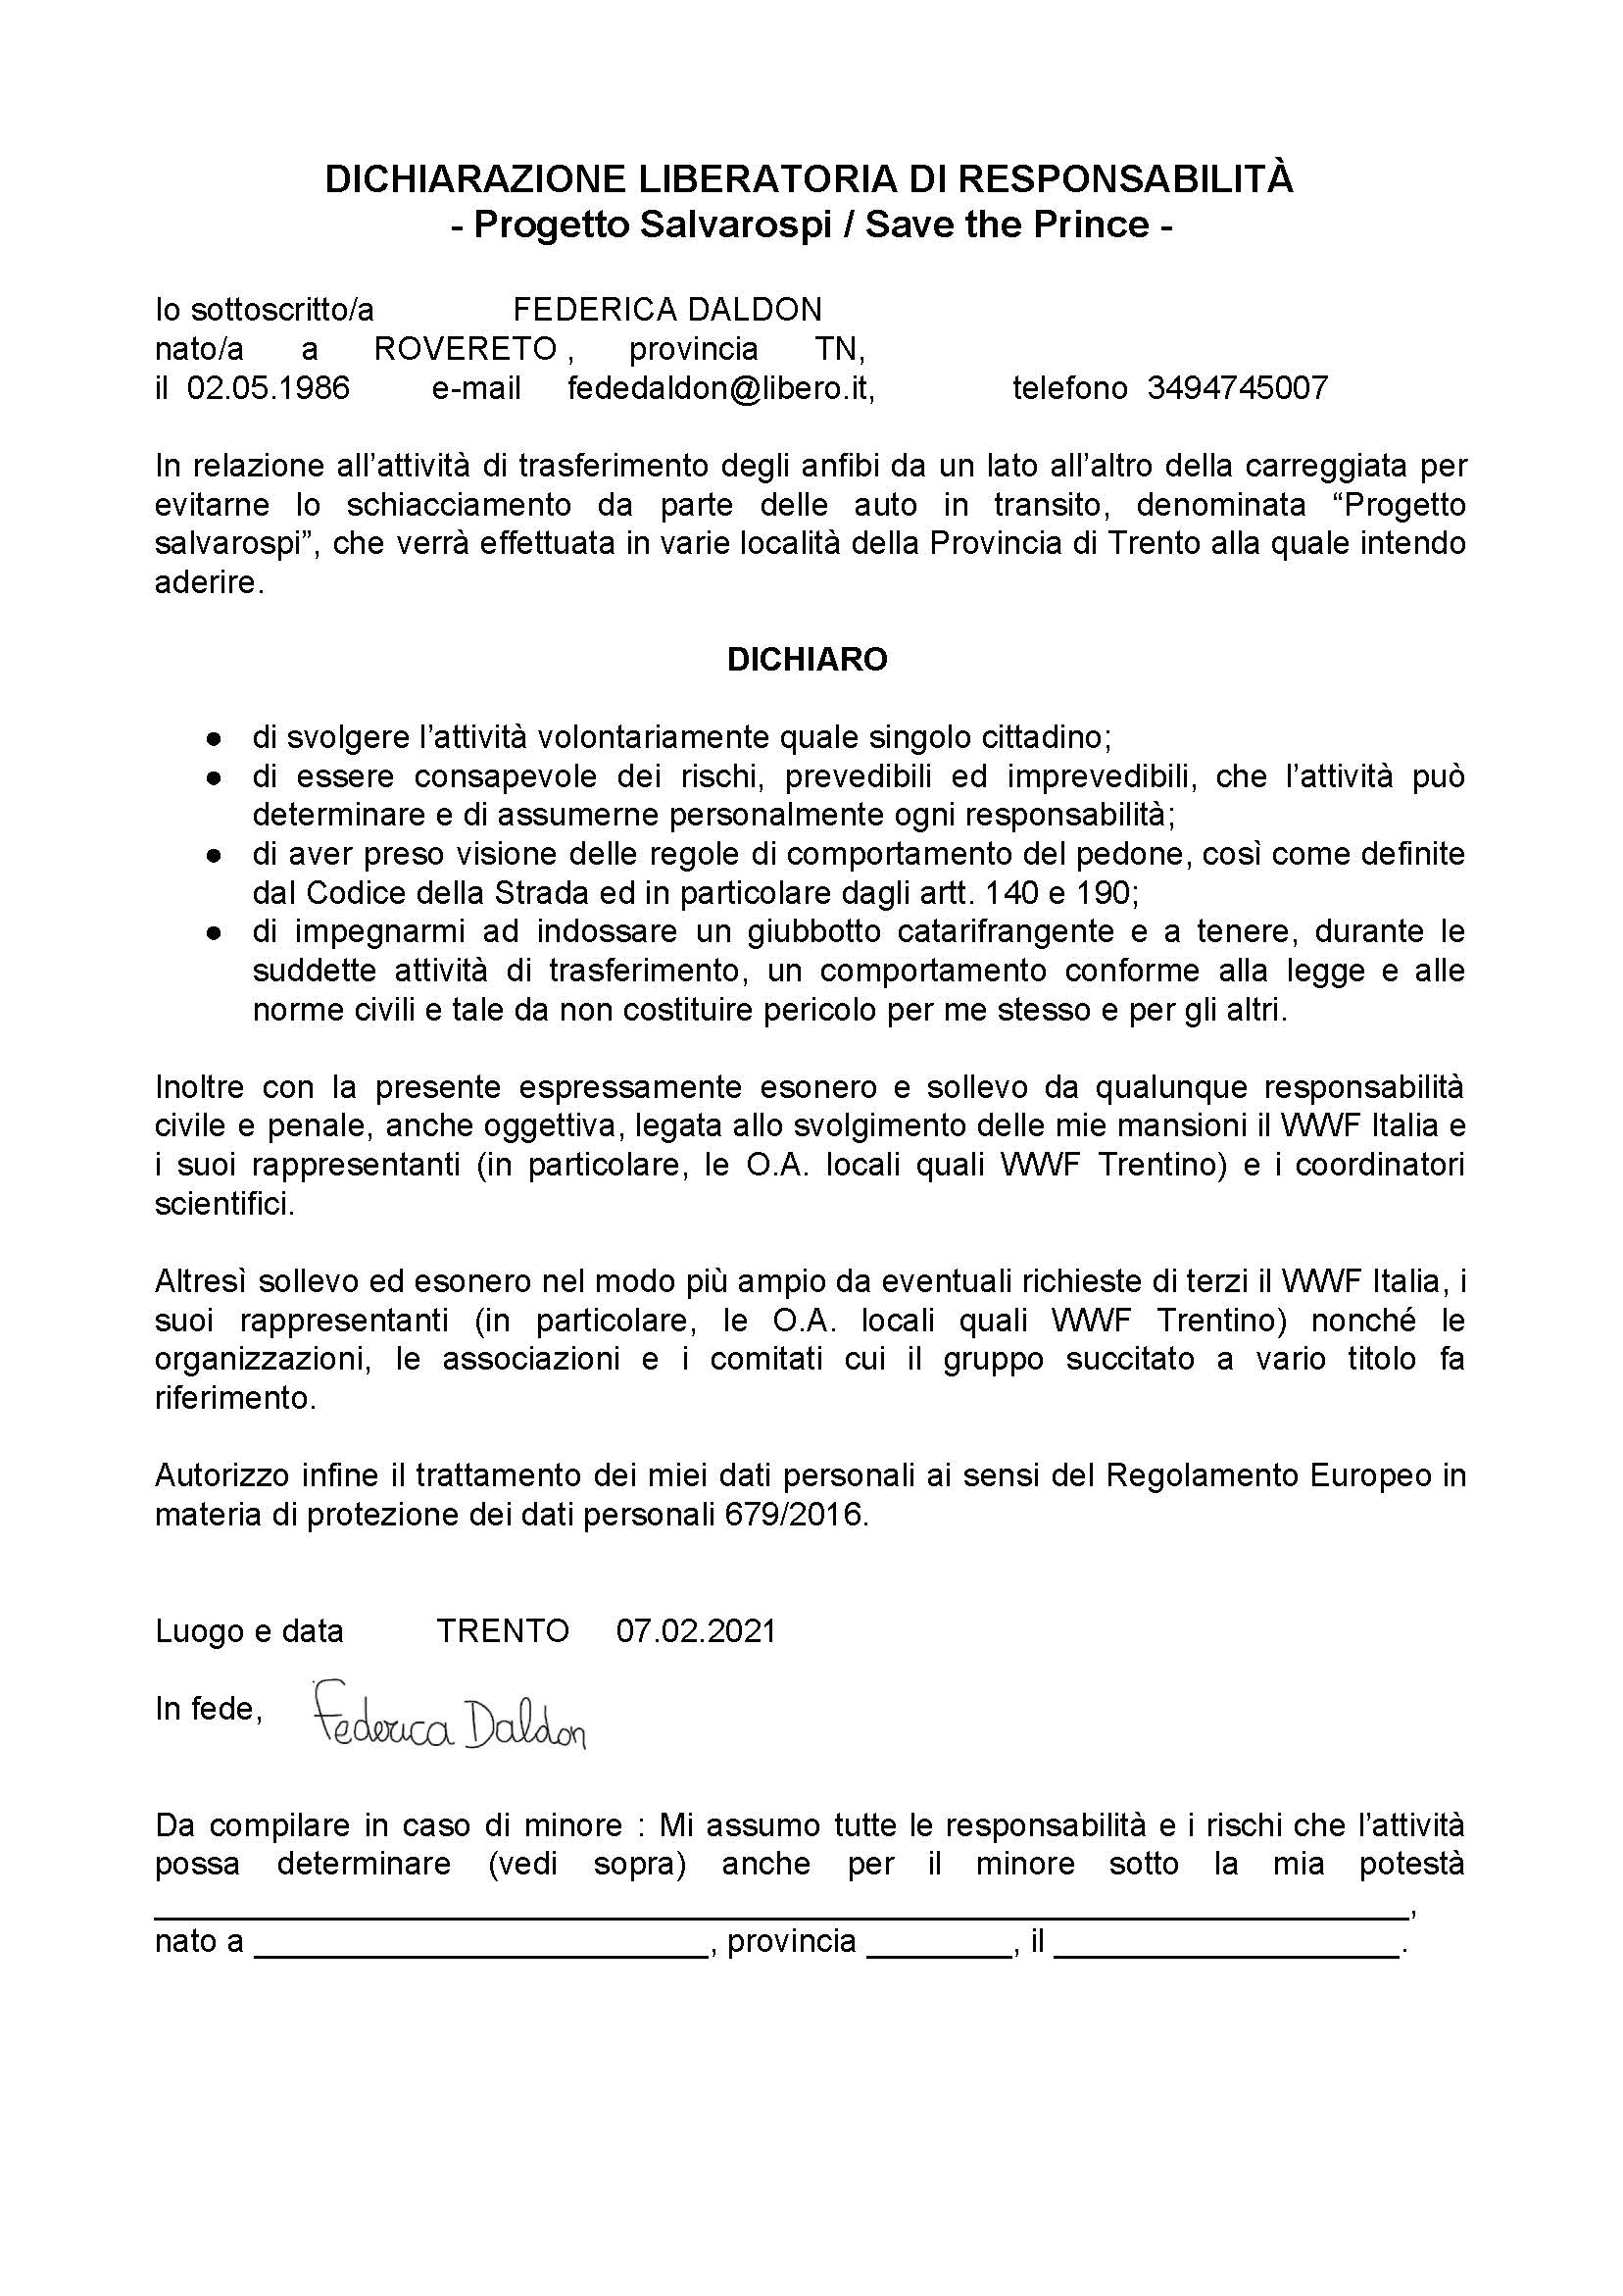 DICHIARAZIONE LIBERATORIA DI RESPONSABILITÀ
- Progetto Salvarospi / Save the Prince -
Io sottoscritto/a FEDERICA DALDON
nato/a a ROVERETO , provincia TN,
il 02.05.1986 e-mail fededaldon@libero.it, telefono 3494745007
In relazione all’attività di trasferimento degli anfibi da un lato all’altro della carreggiata per
evitarne lo schiacciamento da parte delle auto in transito, denominata “Progetto
salvarospi”, che verrà effettuata in varie località della Provincia di Trento alla quale intendo
aderire.
DICHIARO
● di svolgere l’attività volontariamente quale singolo cittadino;
● di essere consapevole dei rischi, prevedibili ed imprevedibili, che l’attività può
determinare e di assumerne personalmente ogni responsabilità;
● di aver preso visione delle regole di comportamento del pedone, così come definite
dal Codice della Strada ed in particolare dagli artt. 140 e 190;
● di impegnarmi ad indossare un giubbotto catarifrangente e a tenere, durante le
suddette attività di trasferimento, un comportamento conforme alla legge e alle
norme civili e tale da non costituire pericolo per me stesso e per gli altri.
Inoltre con la presente espressamente esonero e sollevo da qualunque responsabilità
civile e penale, anche oggettiva, legata allo svolgimento delle mie mansioni il WWF Italia e
i suoi rappresentanti (in particolare, le O.A. locali quali WWF Trentino) e i coordinatori
scientifici.
Altresì sollevo ed esonero nel modo più ampio da eventuali richieste di terzi il WWF Italia, i
suoi rappresentanti (in particolare, le O.A. locali quali WWF Trentino) nonché le
organizzazioni, le associazioni e i comitati cui il gruppo succitato a vario titolo fa
riferimento.
Autorizzo infine il trattamento dei miei dati personali ai sensi del Regolamento Europeo in
materia di protezione dei dati personali 679/2016.
Luogo e data TRENTO 07.02.2021
In fede, Federica Daldon
Da compilare in caso di minore : Mi assumo tutte le responsabilità e i rischi che l’attività
possa determinare (vedi sopra) anche per il minore sotto la mia potestà
____________________________________________________________________,
nato a _________________________, provincia ________, il ___________________.